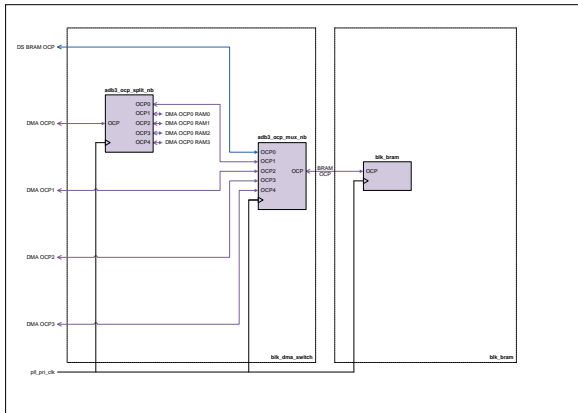 DS BRAM OCP
adb3_ocp_split_nb
OCP0
OCP1
DMA OCP0 RAM0
DMA OCP0
OCP
OCP2
DMA OCP0 RAM1
OCP3
DMA OCP0 RAM2
OCP4
DMA OCP0 RAM3
adb3_ocp_mux_nb
OCP0
OCP1
OCP2
OCP
OCP3
OCP4
BRAM
OCP
blk_bram
OCP
DMA OCP1
DMA OCP2
DMA OCP3
blk_dma_switch
blk_bram
pll_pri_clk